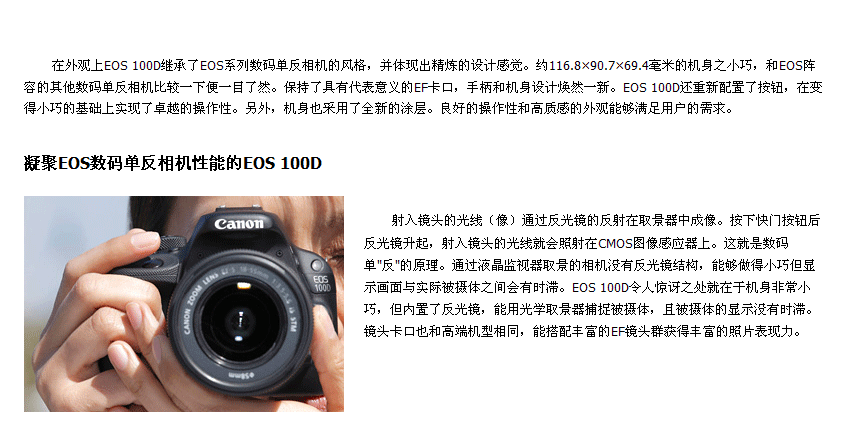 在外观上EOS 100D继承了EOS系列数码单反相机的风格，并体现出精炼的设计感觉。约116.8×90.7×69.4毫米的机身之小巧，和EOS阵
容的其他数码单反相机比较一下便一目了然。保持了具有代表意义的EF卡口，手柄和机身设计焕然一新。EOS 100D还重新配置了按钮，在变
得小巧的基础上实现了卓越的操作性。另外，机身也采用了全新的涂层。良好的操作性和高质感的外观能够满足用户的需求。
凝聚EOS数码单反相机性能的EOS 100D
Canon
EOS
100D
CANON ZOOM LENS
STM
ø58mm
射入镜头的光线（像）通过反光镜的反射在取景器中成像。按下快门按钮后
反光镜升起，射入镜头的光线就会照射在CMOS图像感应器上。这就是数码
单"反"的原理。通过液晶监视器取景的相机没有反光镜结构，能够做得小巧但显
示画面与实际被摄体之间会有时滞。EOS 100D令人惊讶之处就在于机身非常小
巧，但内置了反光镜，能用光学取景器捕捉被摄体，且被摄体的显示没有时滞。
镜头卡口也和高端机型相同，能搭配丰富的EF镜头群获得丰富的照片表现力。